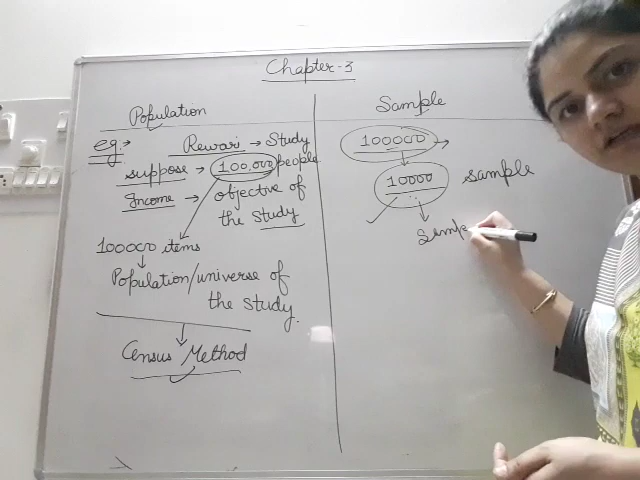 Chapter-3
Population
eg:→ Rewari → Study
suppose → 100,000 people
Income → objective of
the study
100000 items
Population/universe of
the study.
Census Method
Sample
100000 →
10000 sample
Samp